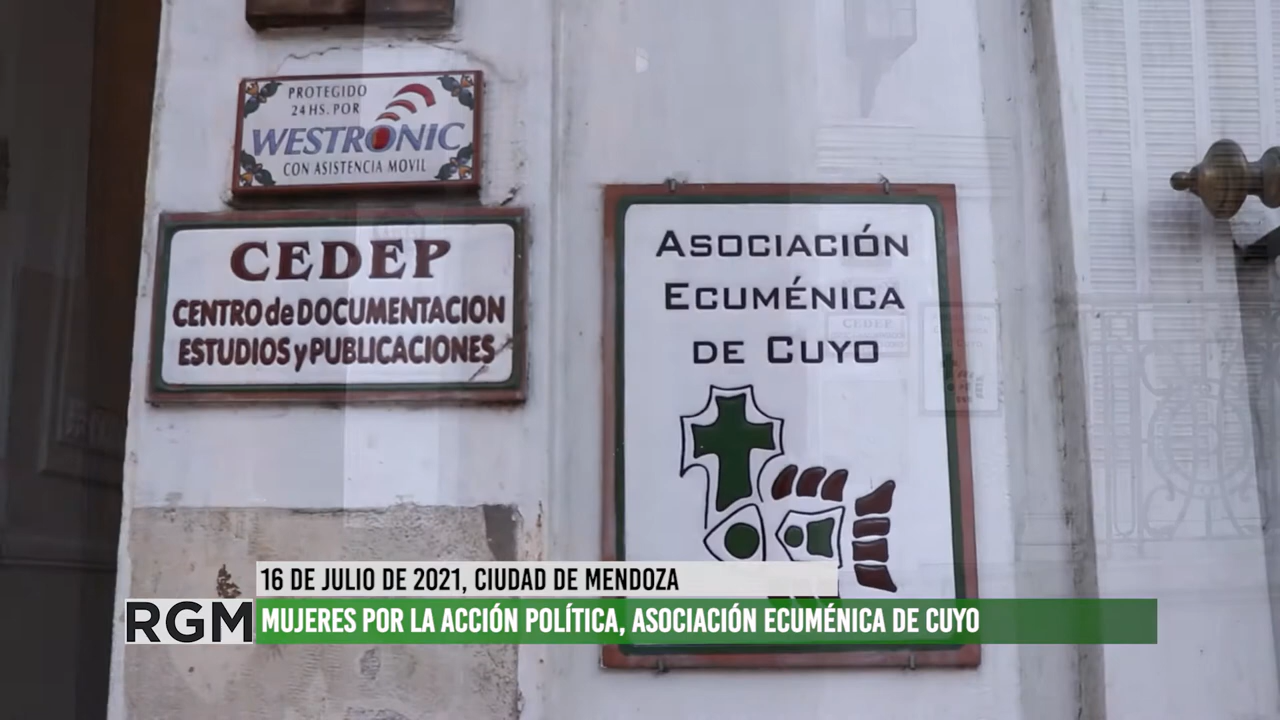 PROTEGIDO
24 HS. POR
WESTRONIC
CON ASISTENCIA MOVIL
CEDEP
CENTRO de DOCUMENTACION
ESTUDIOS y PUBLICACIONES
ASOCIACIÓN
ECUMÉNICA
DE CUYO
CEDEP
16 DE JULIO DE 2021, CIUDAD DE MENDOZA
RGM
MUJERES POR LA ACCIÓN POLÍTICA, ASOCIACIÓN ECUMÉNICA DE CUYO